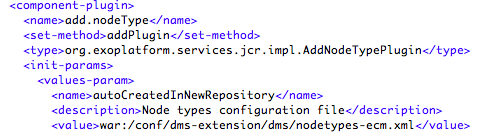 <component-plugin>
<name>add.nodeType</name>
<set-method>addPlugin</set-method>
<type>org.exoplatform.services.jcr.impl.AddNodeTypePlugin</type>
<init-params>
<values-param>
<name>autoCreatedInNewRepository</name>
<description>Node types configuration file</description>
<value>war:/conf/dms-extension/dms/nodetypes-ecm.xml</value>